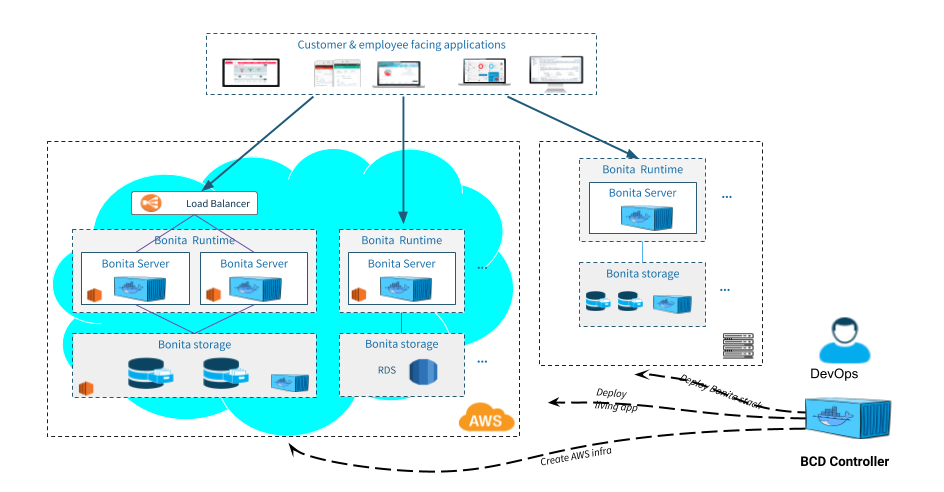 Customer & employee facing applications
Load Balancer
Bonita Runtime
Bonita Server
Bonita Server
Bonita storage
Bonita Runtime
Bonita Server
...
Bonita storage
RDS
...
AWS
Bonita Runtime
Bonita Server
...
Bonita storage
...
DevOps
Deploy Bonita stack
Deploy
living app
Create AWS infra
BCD Controller